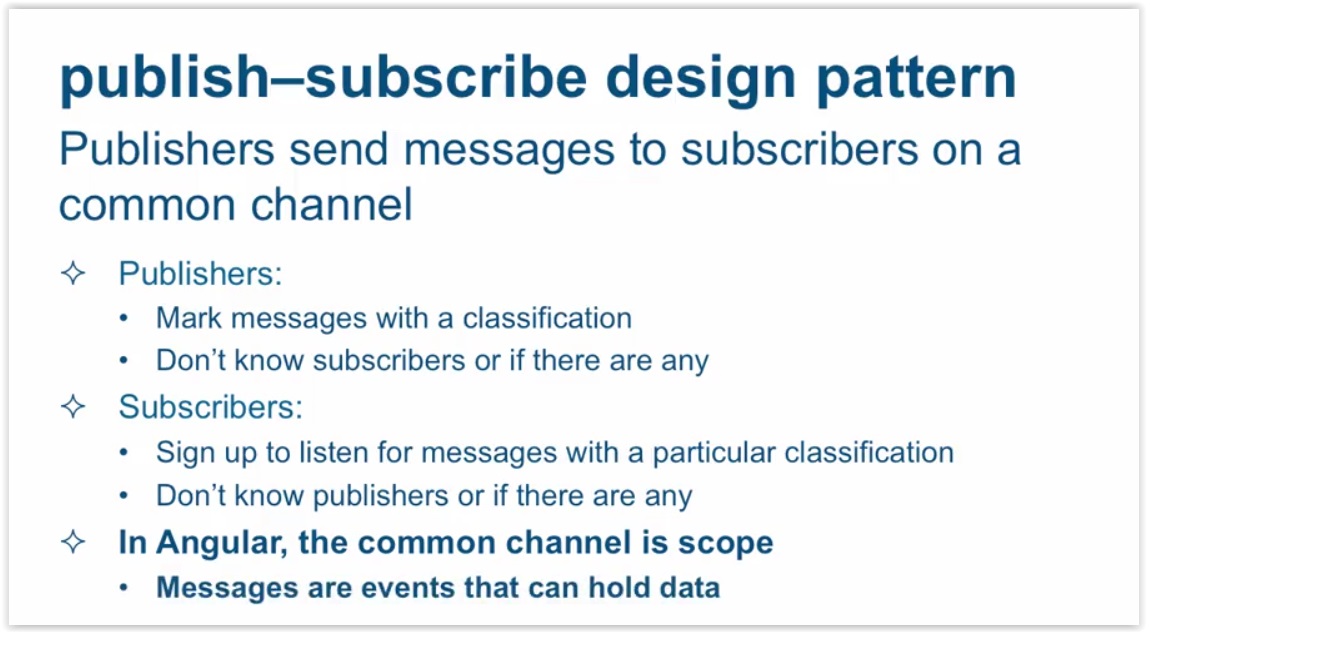 publish–subscribe design pattern
Publishers send messages to subscribers on a
common channel
✧ Publishers:
• Mark messages with a classification
• Don’t know subscribers or if there are any
✧ Subscribers:
• Sign up to listen for messages with a particular classification
• Don’t know publishers or if there are any
✧ In Angular, the common channel is scope
• Messages are events that can hold data